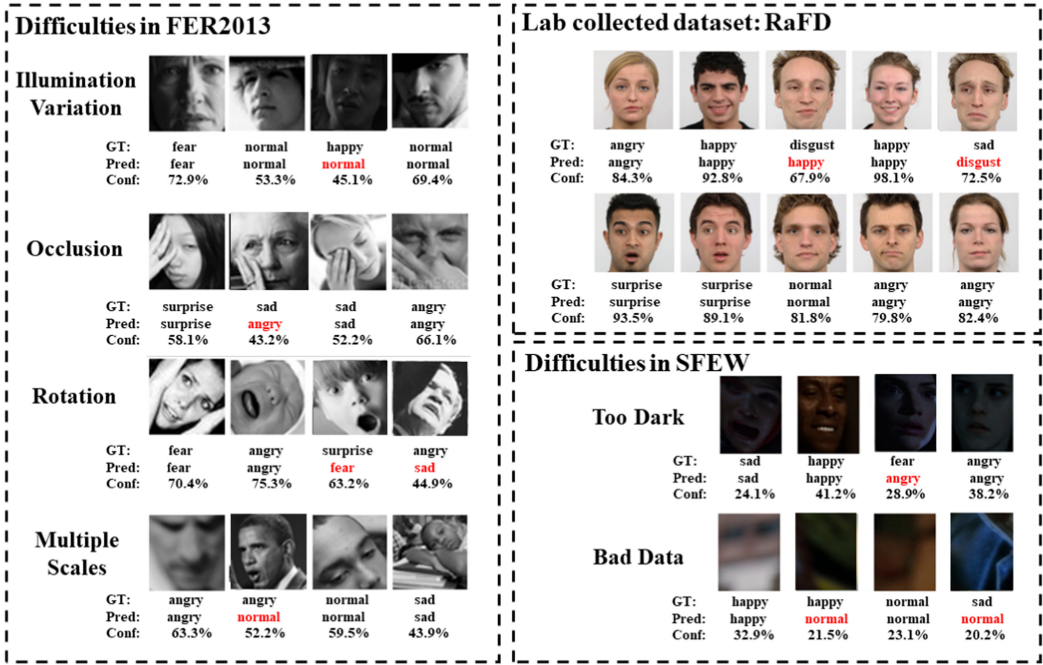 Difficulties in FER2013
Illumination
Variation
GT: fear normal happy normal
Pred: fear normal normal normal
Conf: 72.9% 53.3% 45.1% 69.4%
Occlusion
GT: surprise sad sad angry
Pred: surprise angry sad angry
Conf: 58.1% 43.2% 52.2% 66.1%
Rotation
GT: fear angry surprise angry
Pred: fear angry fear sad
Conf: 70.4% 75.3% 63.2% 44.9%
Multiple
Scales
GT: angry angry normal sad
Pred: angry normal normal sad
Conf: 63.3% 52.2% 59.5% 43.9%
Lab collected dataset: RaFD
GT: angry happy disgust happy sad
Pred: angry happy happy happy disgust
Conf: 84.3% 92.8% 67.9% 98.1% 72.5%
GT: surprise surprise normal angry angry
Pred: surprise surprise normal angry angry
Conf: 93.5% 89.1% 81.8% 79.8% 82.4%
Difficulties in SFEW
Too Dark
GT: sad happy fear angry
Pred: sad happy angry angry
Conf: 24.1% 41.2% 28.9% 38.2%
Bad Data
GT: happy happy normal sad
Pred: happy normal normal normal
Conf: 32.9% 21.5% 23.1% 20.2%